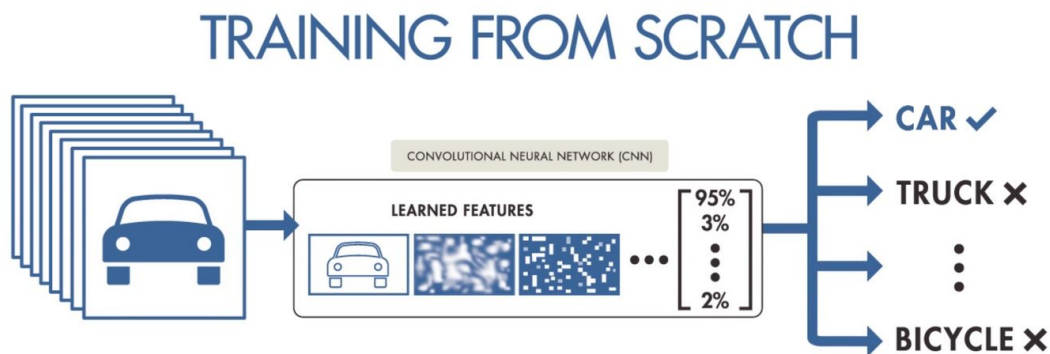 TRAINING FROM SCRATCH
CONVOLUTIONAL NEURAL NETWORK (CNN)
LEARNED FEATURES
95%
3%
2%
CAR
TRUCK
BICYCLE